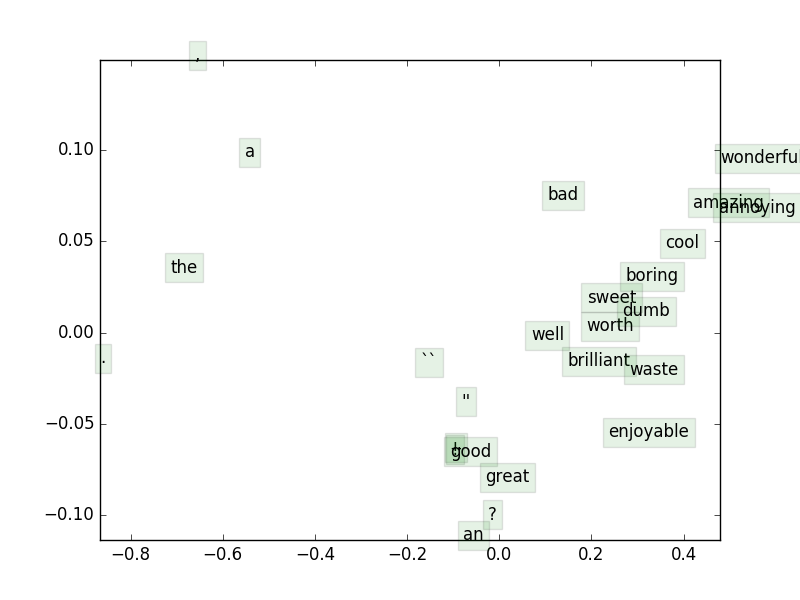 ,
0.10
a
wonderful
bad
amazing
annoying
0.05
cool
the
boring
sweet
dumb
0.00
well
worth
.
``
brilliant
waste
"
−0.05
enjoyable
!
good
great
−0.10
?
an
−0.8
−0.6
−0.4
−0.2
0.0
0.2
0.4